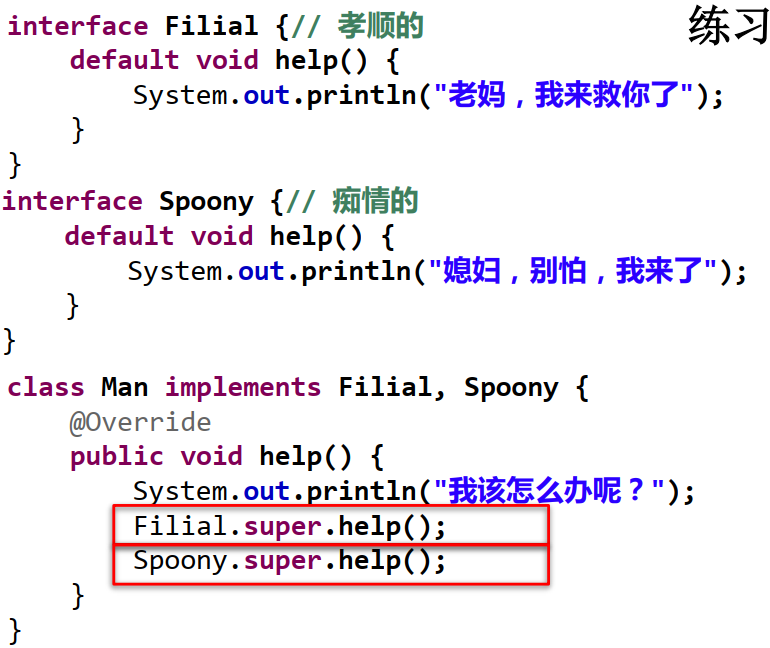 练习
interface Filial {// 孝顺的
    default void help() {
        System.out.println("老妈，我来救你了");
    }
}
interface Spoony {// 痴情的
    default void help() {
        System.out.println("媳妇，别怕，我来了");
    }
}
class Man implements Filial, Spoony {
    @Override
    public void help() {
        System.out.println("我该怎么办呢？");
        Filial.super.help();
        Spoony.super.help();
    }
}